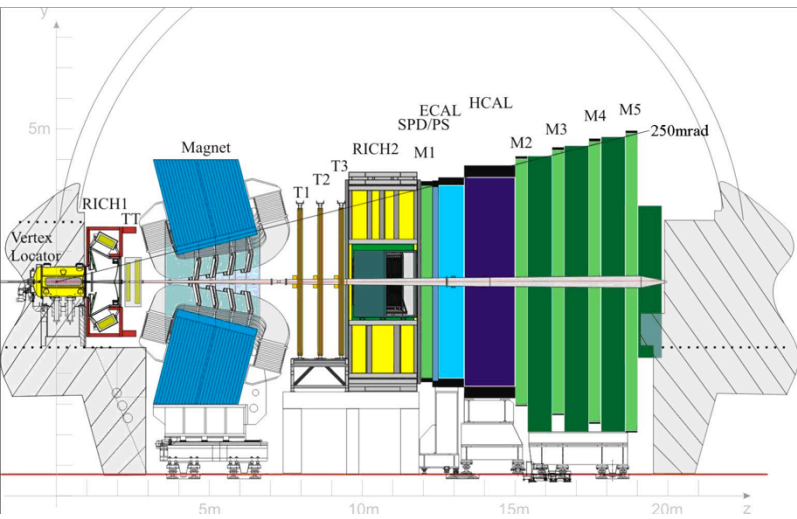 y
5m
Vertex
Locator
RICH1
TT
Magnet
T1
T2
T3
RICH2
M1
SPD/PS
ECAL
HCAL
M2
M3
M4
M5
250mrad
5m
10m
15m
20m
z